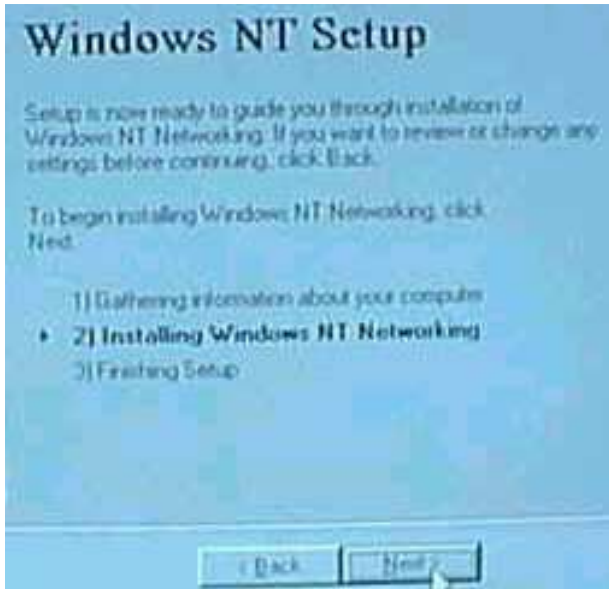 Windows NT Setup
Setup is now ready to guide you through installation of
Windows NT Networking. If you want to review or change any
settings before continuing, click Back.
To begin installing Windows NT Networking, click
Next.
1) Gathering information about your computer
2) Installing Windows NT Networking
3) Finishing Setup
< Back
Next >